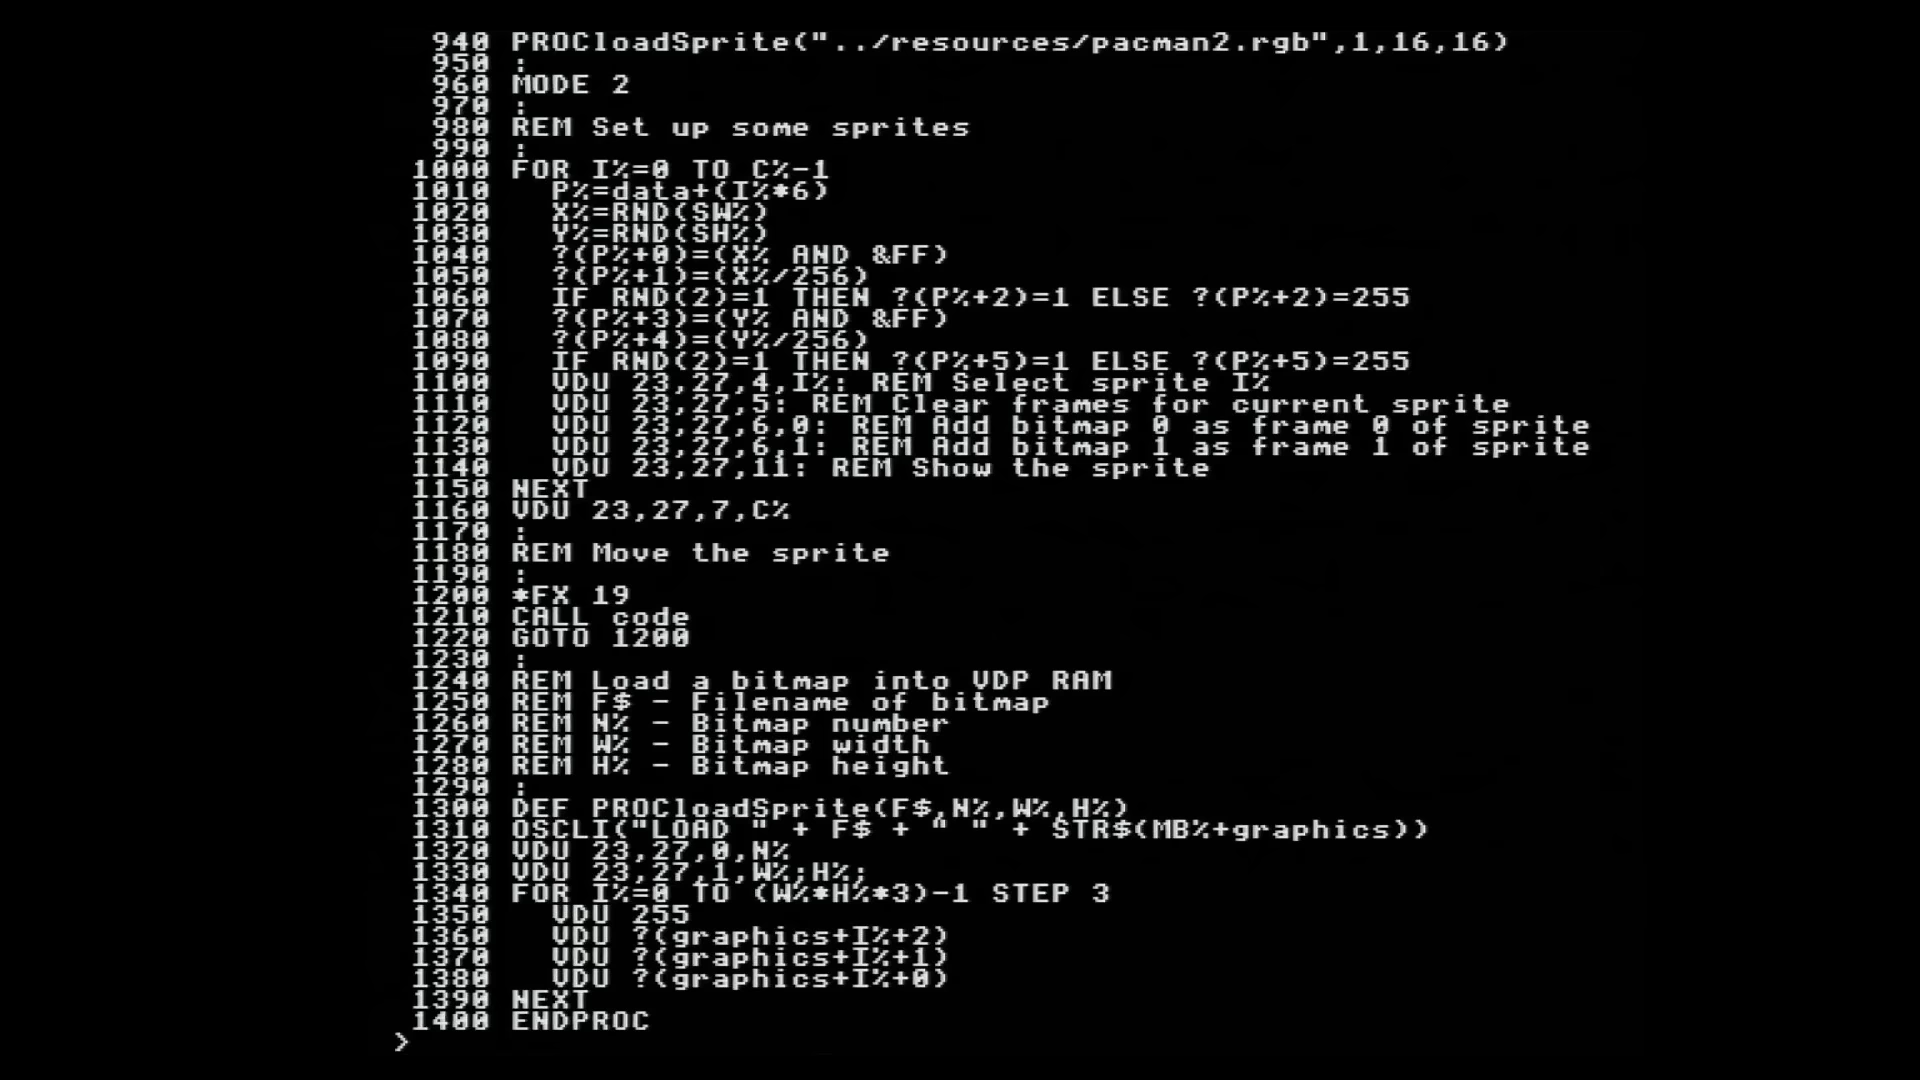 940 PROCloadSprite("../resources/pacman2.rgb",1,16,16)
950 :
960 MODE 2
970 :
980 REM Set up some sprites
990 :
1000 FOR I%=0 TO C%-1
1010   P%=data+(I%*6)
1020   X%=RND(SW%)
1030   Y%=RND(SH%)
1040   ?(P%+0)=(X% AND &FF)
1050   ?(P%+1)=(X%/256)
1060   IF RND(2)=1 THEN ?(P%+2)=1 ELSE ?(P%+2)=255
1070   ?(P%+3)=(Y% AND &FF)
1080   ?(P%+4)=(Y%/256)
1090   IF RND(2)=1 THEN ?(P%+5)=1 ELSE ?(P%+5)=255
1100   VDU 23,27,4,I%: REM Select sprite I%
1110   VDU 23,27,5: REM Clear frames for current sprite
1120   VDU 23,27,6,0: REM Add bitmap 0 as frame 0 of sprite
1130   VDU 23,27,6,1: REM Add bitmap 1 as frame 1 of sprite
1140   VDU 23,27,11: REM Show the sprite
1150 NEXT
1160 VDU 23,27,7,C%
1170 :
1180 REM Move the sprite
1190 :
1200 *FX 19
1210 CALL code
1220 GOTO 1200
1230 :
1240 REM Load a bitmap into VDP RAM
1250 REM F$ - Filename of bitmap
1260 REM N% - Bitmap number
1270 REM W% - Bitmap width
1280 REM H% - Bitmap height
1290 :
1300 DEF PROCloadSprite(F$,N%,W%,H%)
1310 OSCLI("LOAD " + F$ + " " + STR$(MB%+graphics))
1320 VDU 23,27,0,N%
1330 VDU 23,27,1,W%;H%;
1340 FOR I%=0 TO (W%*H%*3)-1 STEP 3
1350   VDU 255
1360   VDU ?(graphics+I%+2)
1370   VDU ?(graphics+I%+1)
1380   VDU ?(graphics+I%+0)
1390 NEXT
1400 ENDPROC
>